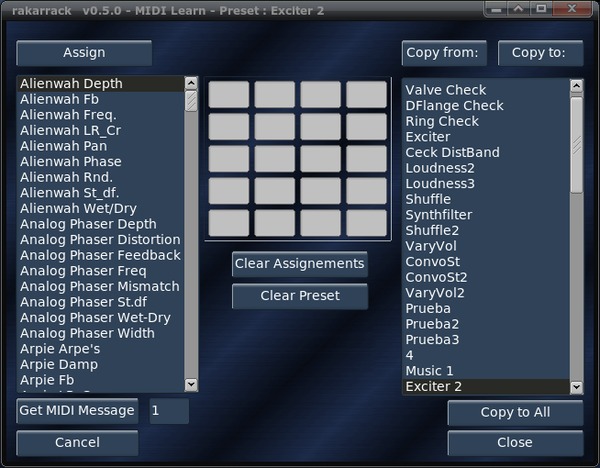 rakarrack v0.5.0 - MIDI Learn - Preset : Exciter 2
Assign
Copy from:
Copy to:
Alienwah Depth
Alienwah Fb
Alienwah Freq.
Alienwah LR_Cr
Alienwah Pan
Alienwah Phase
Alienwah Rnd.
Alienwah St_df.
Alienwah Wet/Dry
Analog Phaser Depth
Analog Phaser Distortion
Analog Phaser Feedback
Analog Phaser Freq
Analog Phaser Mismatch
Analog Phaser St.df
Analog Phaser Wet-Dry
Analog Phaser Width
Arpie Arpe's
Arpie Damp
Arpie Fb
Clear Assignements
Clear Preset
Valve Check
DFlange Check
Ring Check
Exciter
Ceck DistBand
Loudness2
Loudness3
Shuffle
Synthfilter
Shuffle2
VaryVol
ConvoSt
ConvoSt2
VaryVol2
Prueba
Prueba2
Prueba3
4
Music 1
Exciter 2
Get MIDI Message
1
Copy to All
Cancel
Close